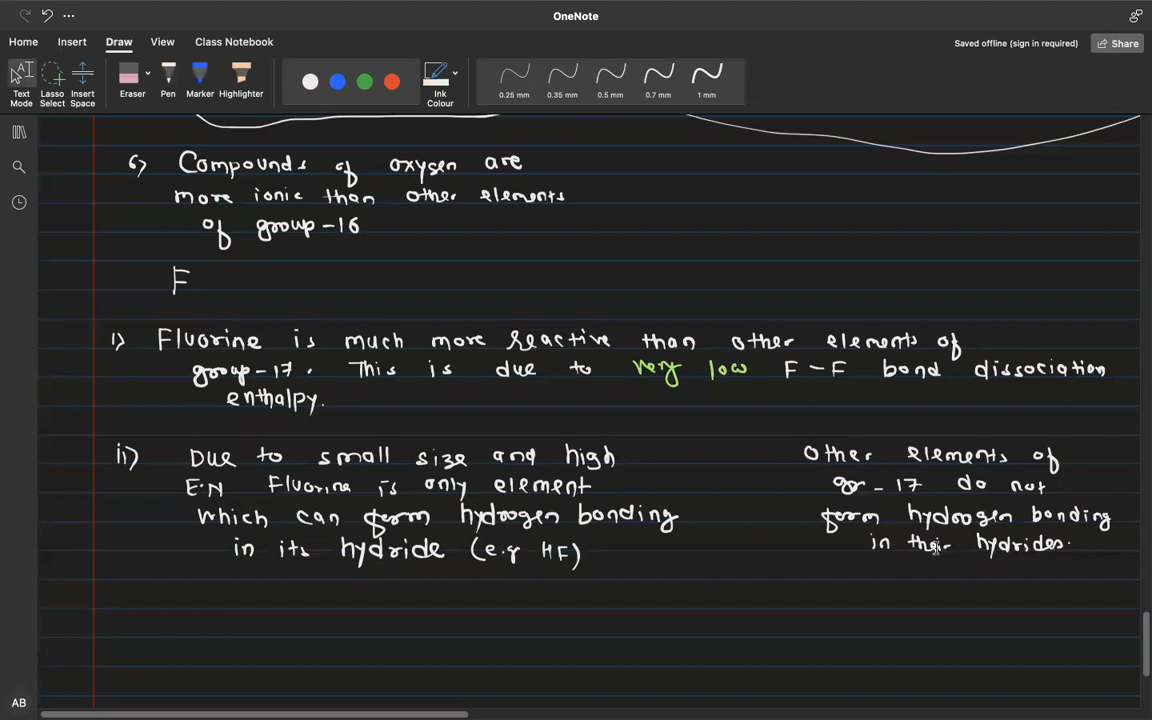 OneNote
Home Insert Draw View Class Notebook
Saved offline (sign in required)
Share
Text Mode
Lasso Select
Insert Space
Eraser
Pen
Marker
Highlighter
Ink Colour
0.25 mm 0.35 mm 0.5 mm 0.7 mm 1 mm
6) Compounds of oxygen are
more ionic than other elements
of group-16
F
i) Fluorine is much more reactive than other elements of
group-17. This is due to very low F-F bond dissociation
enthalpy.
ii) Due to small size and high
E.N Fluorine is only element
which can form hydrogen bonding
in its hydride (e.g HF)
Other elements of
gr-17 do not
form hydrogen bonding
in their hydrides.
AB